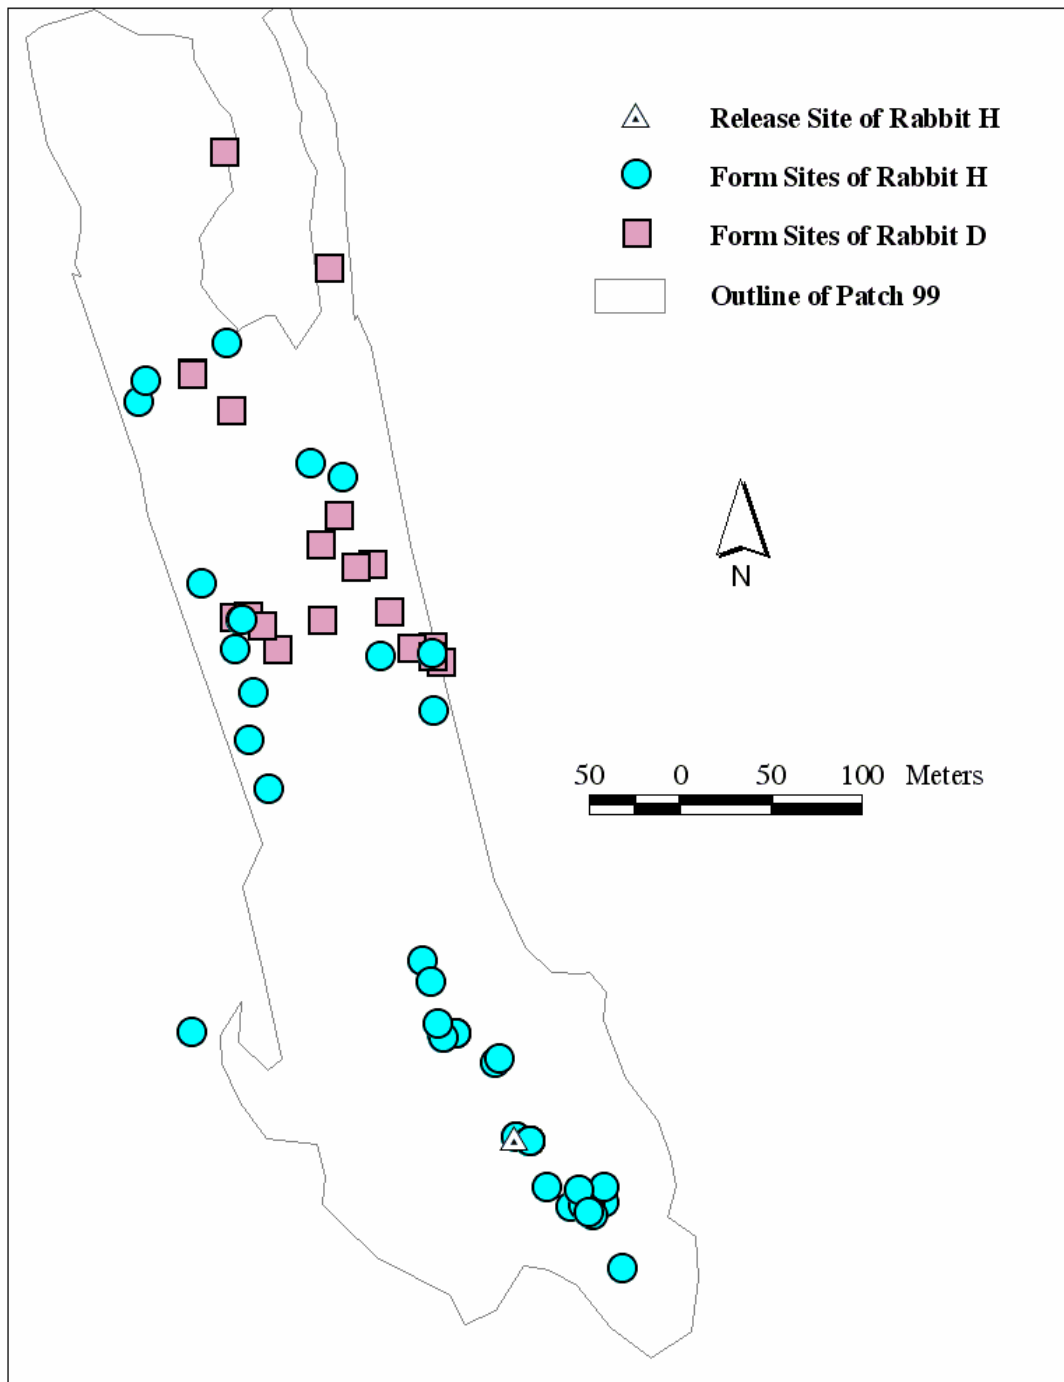 Release Site of Rabbit H
Form Sites of Rabbit H
Form Sites of Rabbit D
Outline of Patch 99
N
50 0 50 100 Meters